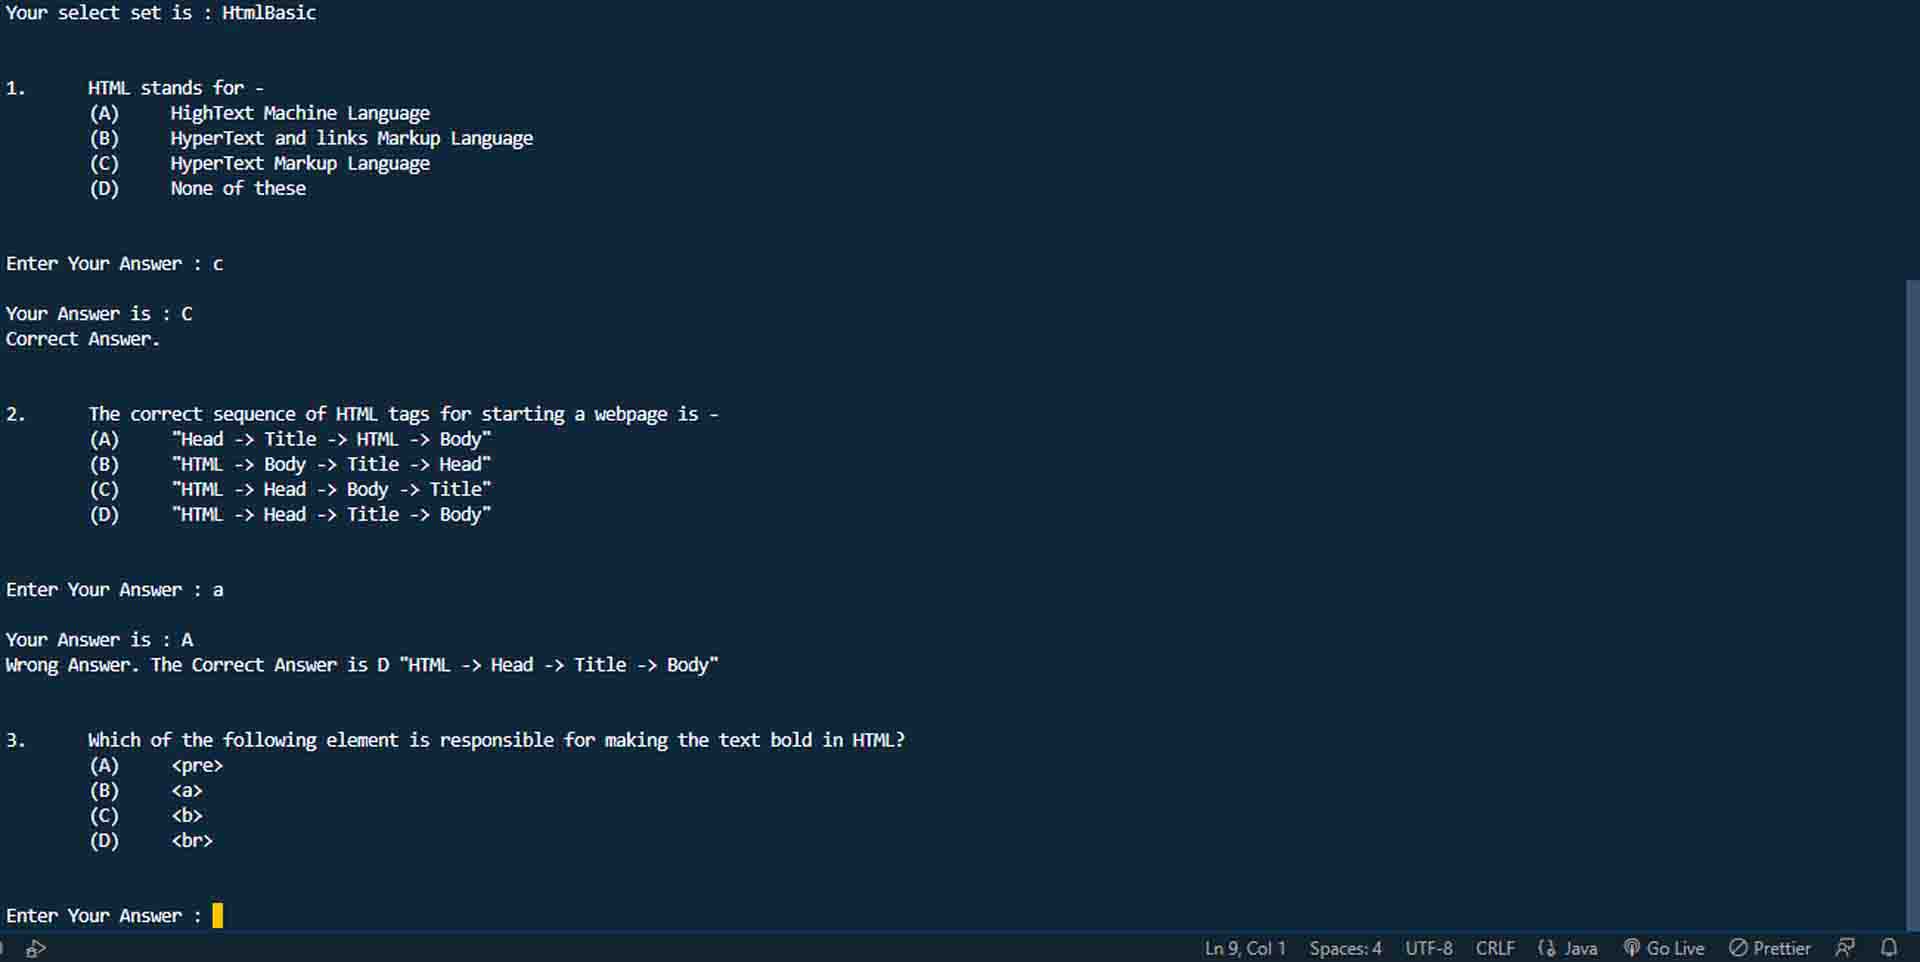 Your select set is : HtmlBasic
1. HTML stands for -
(A) HighText Machine Language
(B) HyperText and links Markup Language
(C) HyperText Markup Language
(D) None of these
Enter Your Answer : c
Your Answer is : C
Correct Answer.
2. The correct sequence of HTML tags for starting a webpage is -
(A) "Head -> Title -> HTML -> Body"
(B) "HTML -> Body -> Title -> Head"
(C) "HTML -> Head -> Body -> Title"
(D) "HTML -> Head -> Title -> Body"
Enter Your Answer : a
Your Answer is : A
Wrong Answer. The Correct Answer is D "HTML -> Head -> Title -> Body"
3. Which of the following element is responsible for making the text bold in HTML?
(A) <pre>
(B) <a>
(C) <b>
(D) <br>
Enter Your Answer :
Ln 9, Col 1 Spaces: 4 UTF-8 CRLF Java Go Live Prettier